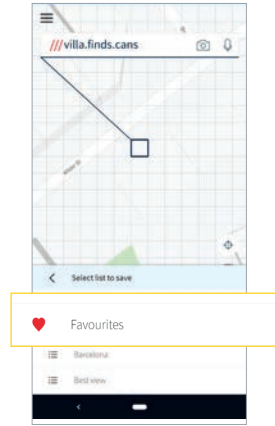 ///villa.finds.cans
Select list to save
Favourites
Barcelona
Best view